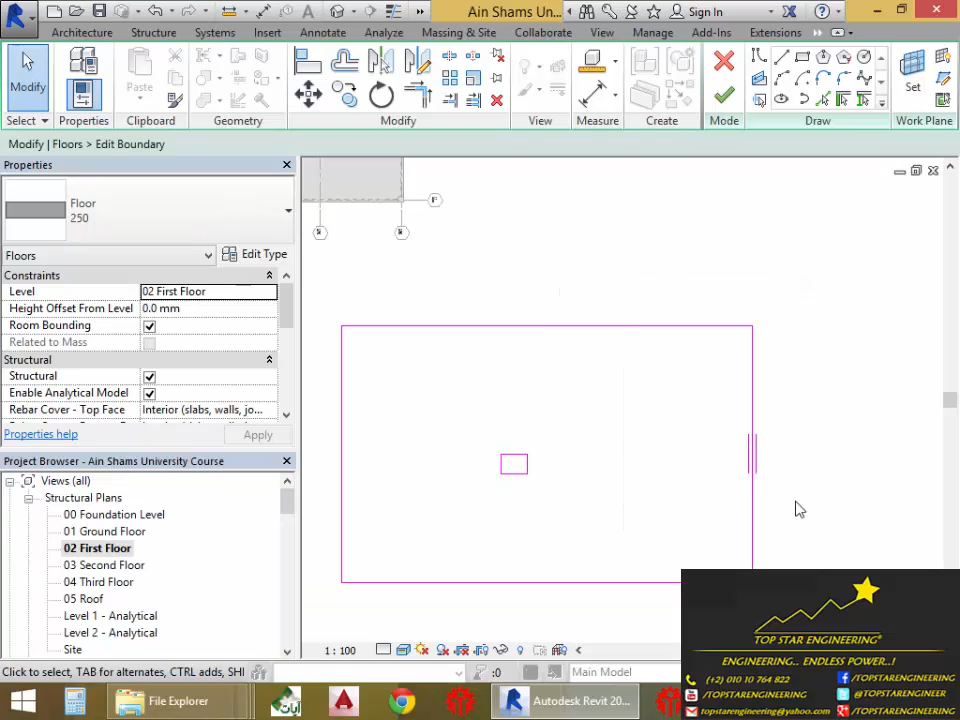 Ain Shams Un...
Sign In
Architecture Structure Systems Insert Annotate Analyze Massing & Site Collaborate View Manage Add-Ins Extensions
Modify Paste Set
Select Properties Clipboard Geometry Modify View Measure Create Mode Draw Work Plane
Modify | Floors > Edit Boundary
Properties
Floor
250
Floors Edit Type
Constraints
Level 02 First Floor
Height Offset From Level 0.0 mm
Room Bounding
Related to Mass
Structural
Structural
Enable Analytical Model
Rebar Cover - Top Face Interior (slabs, walls, jo...
Properties help Apply
Project Browser - Ain Shams University Course
Views (all)
Structural Plans
00 Foundation Level
01 Ground Floor
02 First Floor
03 Second Floor
04 Third Floor
05 Roof
Level 1 - Analytical
Level 2 - Analytical
Site
1 : 100
Click to select, TAB for alternates, CTRL adds, SHI :0 Main Model
File Explorer Autodesk Revit 20...
TOP STAR ENGINEERING®
ENGINEERING.. ENDLESS POWER..!
(+2) 010 10 764 822 /TOPSTARENGINEERING
/TOPSTARENGINEERING @TOPSTARENGINEER
topstarengineering@yahoo.com /TOPSTARENGINEERING